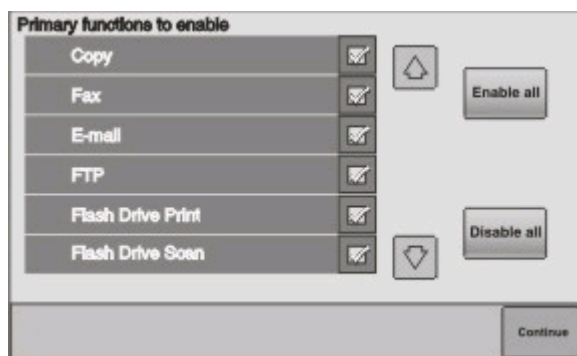 Primary functions to enable
Copy
Fax
E-mail
FTP
Flash Drive Print
Flash Drive Scan
Enable all
Disable all
Continue